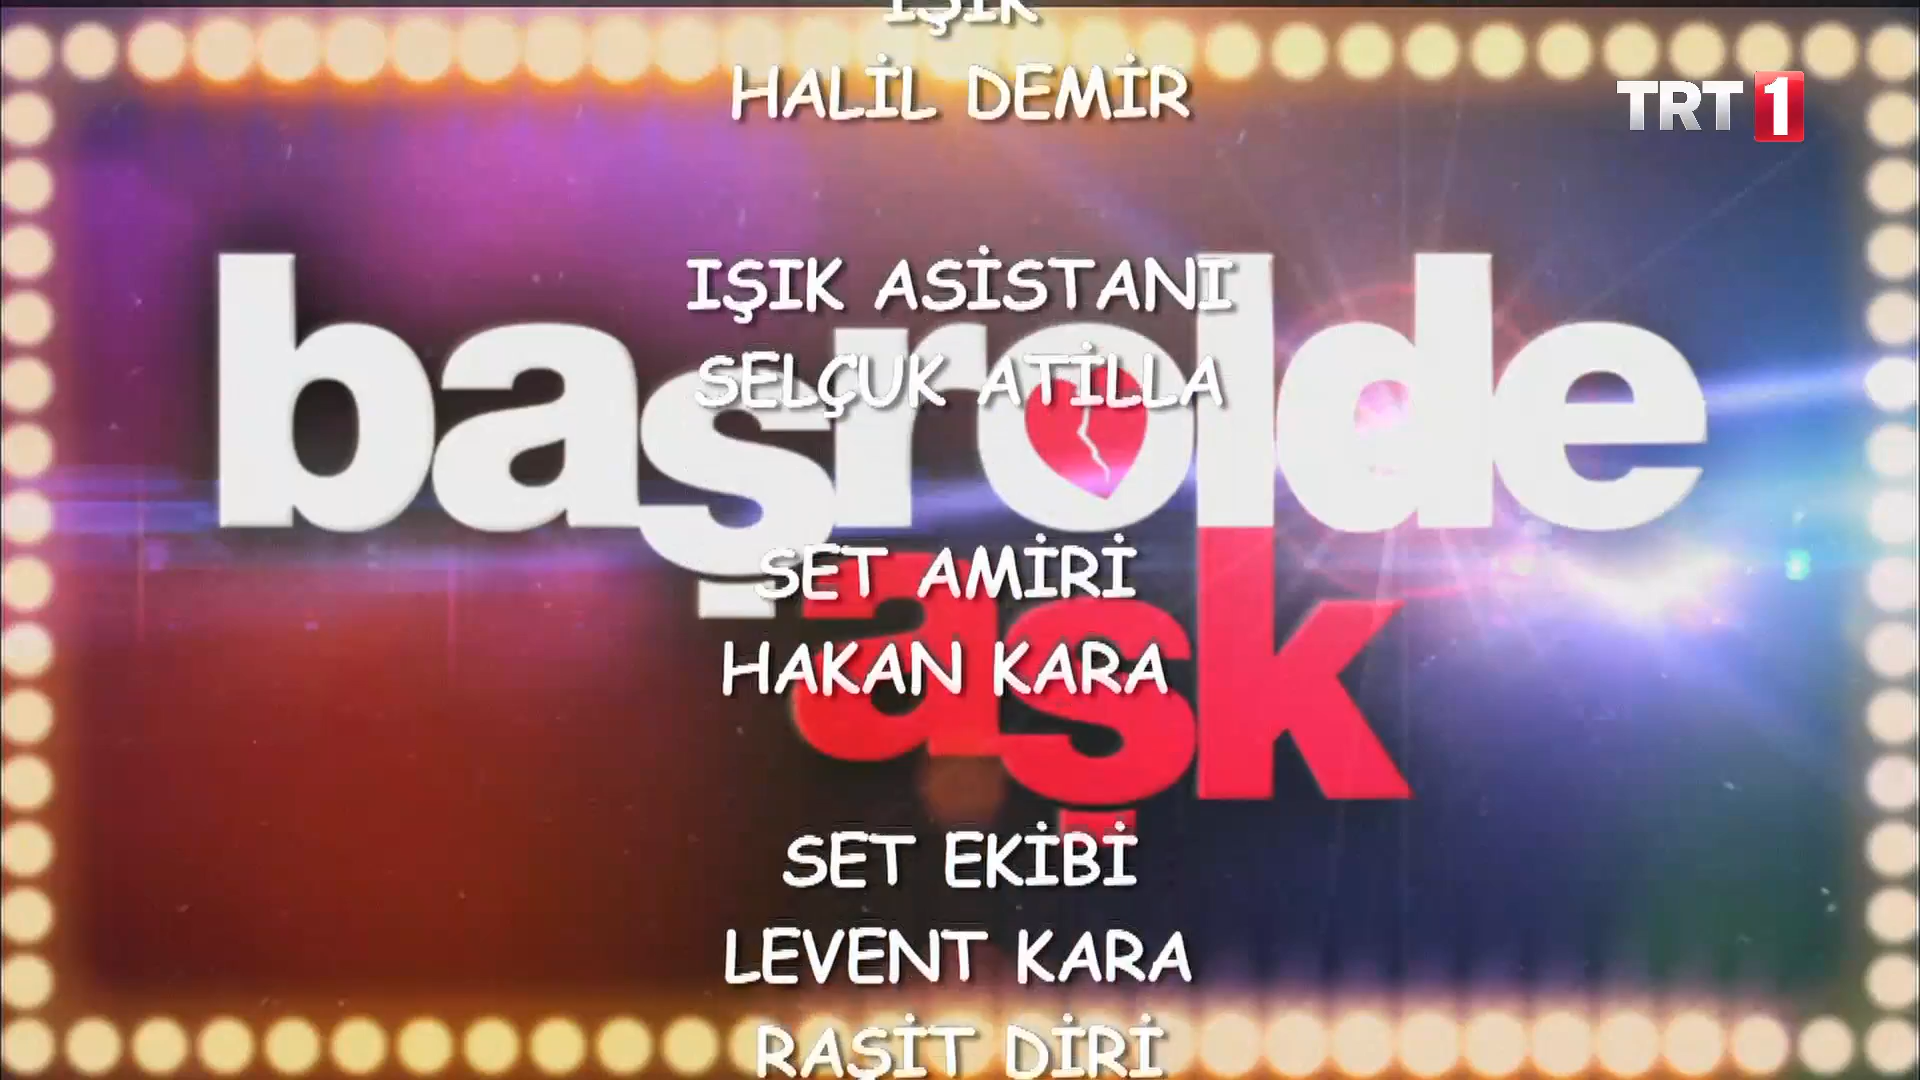 IŞIK
HALİL DEMİR
TRT 1
IŞIK ASİSTANI
SELÇUK ATİLLA
başrolde
aşk
SET AMİRİ
HAKAN KARA
SET EKİBİ
LEVENT KARA
RAŞİT DİRİ